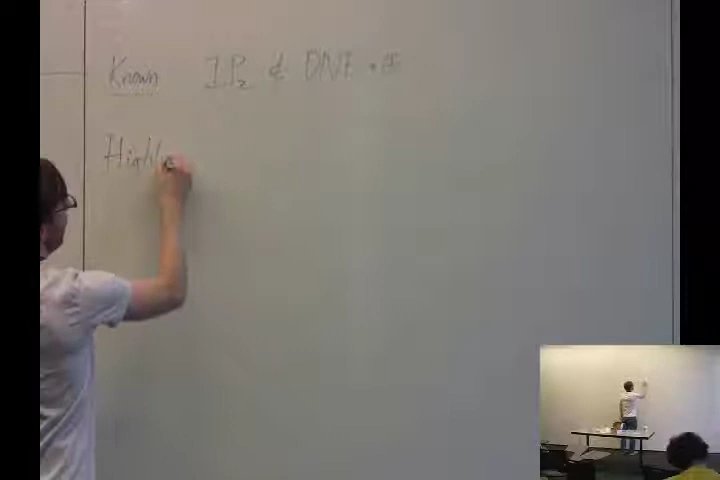 Known IP₂ ∉ DNF ∘ ⊕
Highl